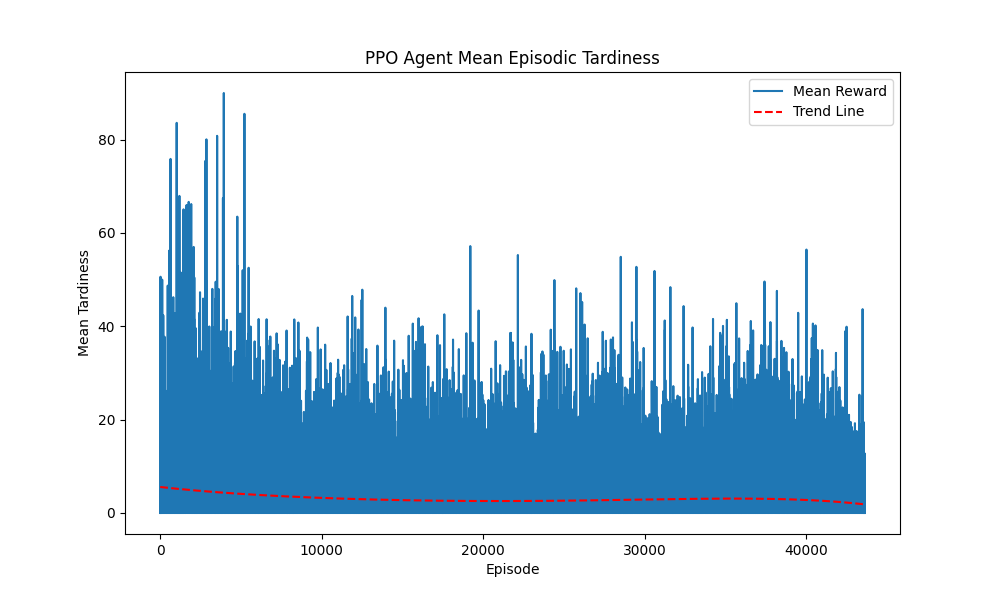 PPO Agent Mean Episodic Tardiness
Mean Reward
Trend Line
80
60
40
20
0
Mean Tardiness
0
10000
20000
30000
40000
Episode